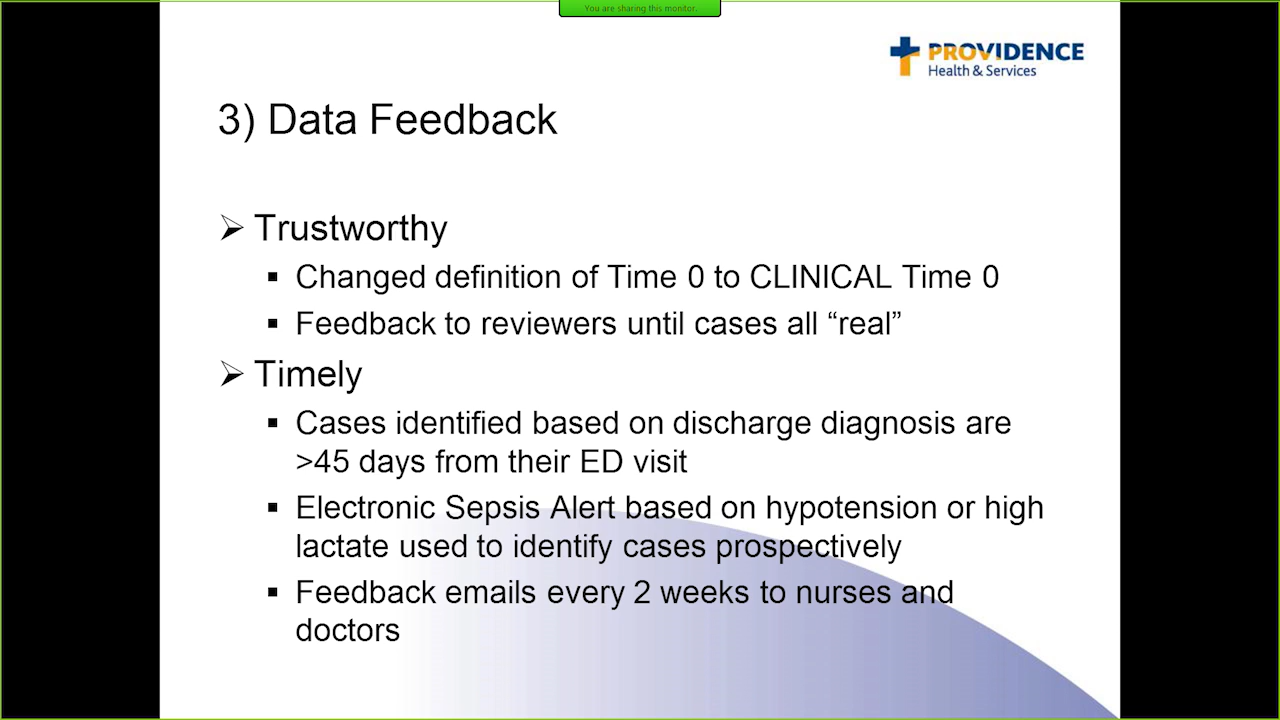 You are sharing this monitor.
PROVIDENCE
Health & Services
3) Data Feedback
➢ Trustworthy
▪ Changed definition of Time 0 to CLINICAL Time 0
▪ Feedback to reviewers until cases all “real”
➢ Timely
▪ Cases identified based on discharge diagnosis are
>45 days from their ED visit
▪ Electronic Sepsis Alert based on hypotension or high
lactate used to identify cases prospectively
▪ Feedback emails every 2 weeks to nurses and
doctors